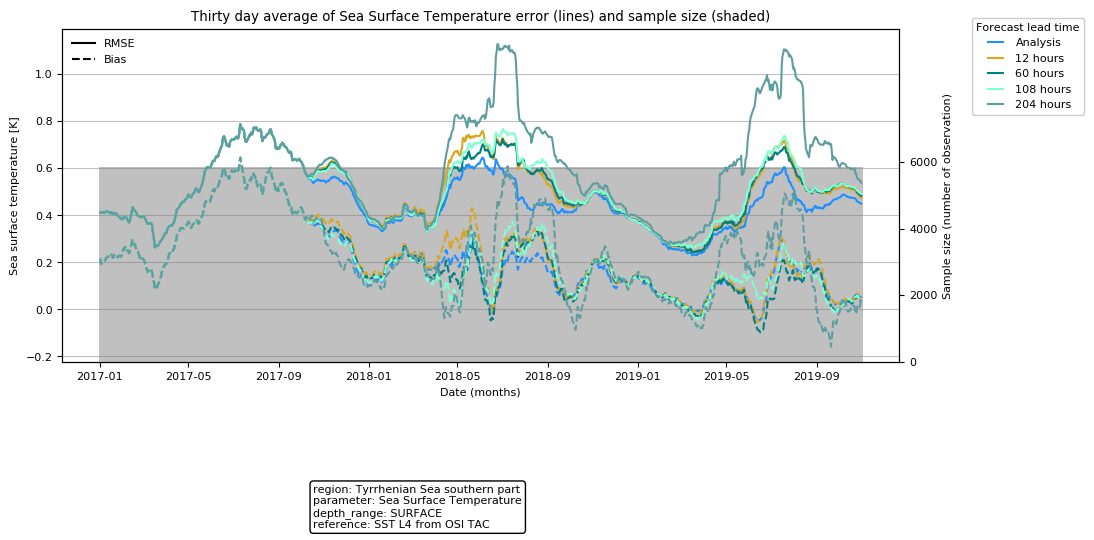 Thirty day average of Sea Surface Temperature error (lines) and sample size (shaded)
RMSE
Bias
Forecast lead time
Analysis
12 hours
60 hours
108 hours
204 hours
Sea surface temperature [K]
1.0
0.8
0.6
0.4
0.2
0.0
−0.2
Sample size (number of observation)
6000
4000
2000
0
2017-01
2017-05
2017-09
2018-01
2018-05
2018-09
2019-01
2019-05
2019-09
Date (months)
region: Tyrrhenian Sea southern part
parameter: Sea Surface Temperature
depth_range: SURFACE
reference: SST L4 from OSI TAC